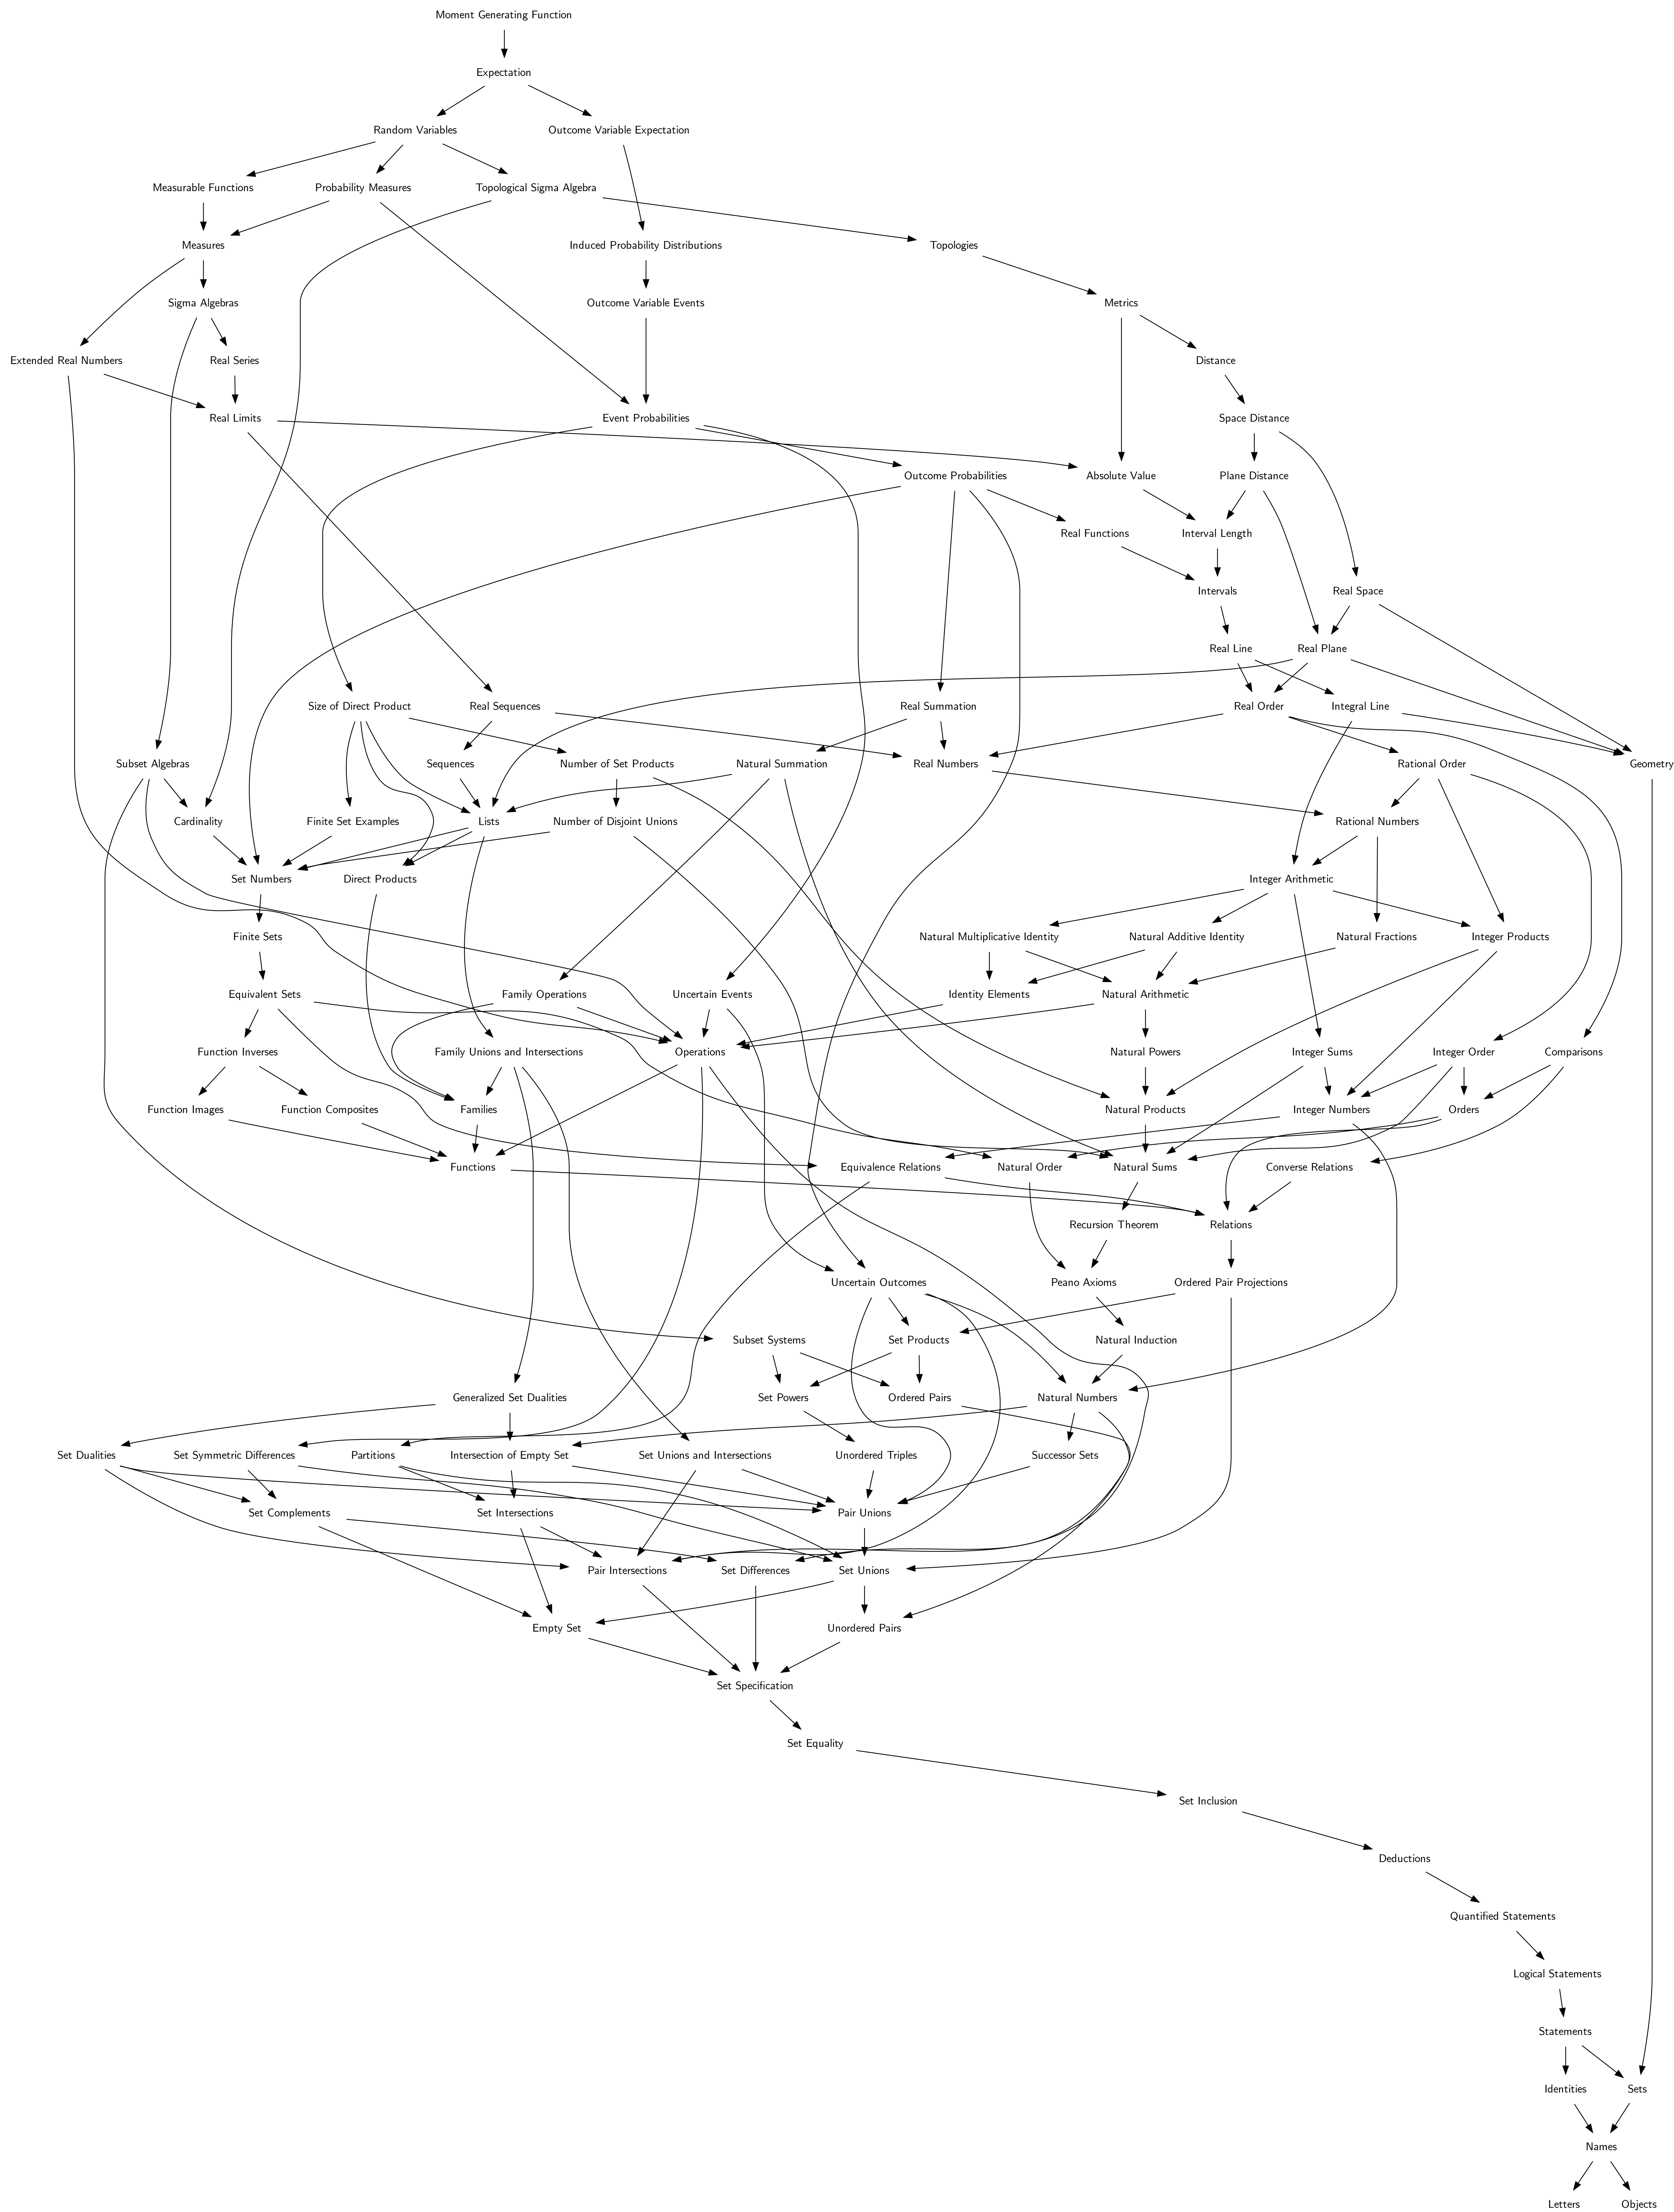 Moment Generating Function
Expectation
Random Variables
Outcome Variable Expectation
Measurable Functions
Probability Measures
Topological Sigma Algebra
Measures
Induced Probability Distributions
Topologies
Sigma Algebras
Outcome Variable Events
Metrics
Extended Real Numbers
Real Series
Distance
Real Limits
Event Probabilities
Space Distance
Outcome Probabilities
Absolute Value
Plane Distance
Real Functions
Interval Length
Intervals
Real Space
Real Line
Real Plane
Size of Direct Product
Real Sequences
Real Summation
Real Order
Integral Line
Subset Algebras
Sequences
Number of Set Products
Natural Summation
Real Numbers
Rational Order
Geometry
Cardinality
Finite Set Examples
Lists
Number of Disjoint Unions
Rational Numbers
Set Numbers
Direct Products
Integer Arithmetic
Finite Sets
Natural Multiplicative Identity
Natural Additive Identity
Natural Fractions
Integer Products
Equivalent Sets
Family Operations
Uncertain Events
Identity Elements
Natural Arithmetic
Function Inverses
Family Unions and Intersections
Operations
Natural Powers
Integer Sums
Integer Order
Comparisons
Function Images
Function Composites
Families
Natural Products
Integer Numbers
Orders
Functions
Equivalence Relations
Natural Order
Natural Sums
Converse Relations
Recursion Theorem
Relations
Uncertain Outcomes
Peano Axioms
Ordered Pair Projections
Subset Systems
Set Products
Natural Induction
Generalized Set Dualities
Set Powers
Ordered Pairs
Natural Numbers
Set Dualities
Set Symmetric Differences
Partitions
Intersection of Empty Set
Set Unions and Intersections
Unordered Triples
Successor Sets
Set Complements
Set Intersections
Pair Unions
Pair Intersections
Set Differences
Set Unions
Empty Set
Unordered Pairs
Set Specification
Set Equality
Set Inclusion
Deductions
Quantified Statements
Logical Statements
Statements
Identities
Sets
Names
Letters
Objects